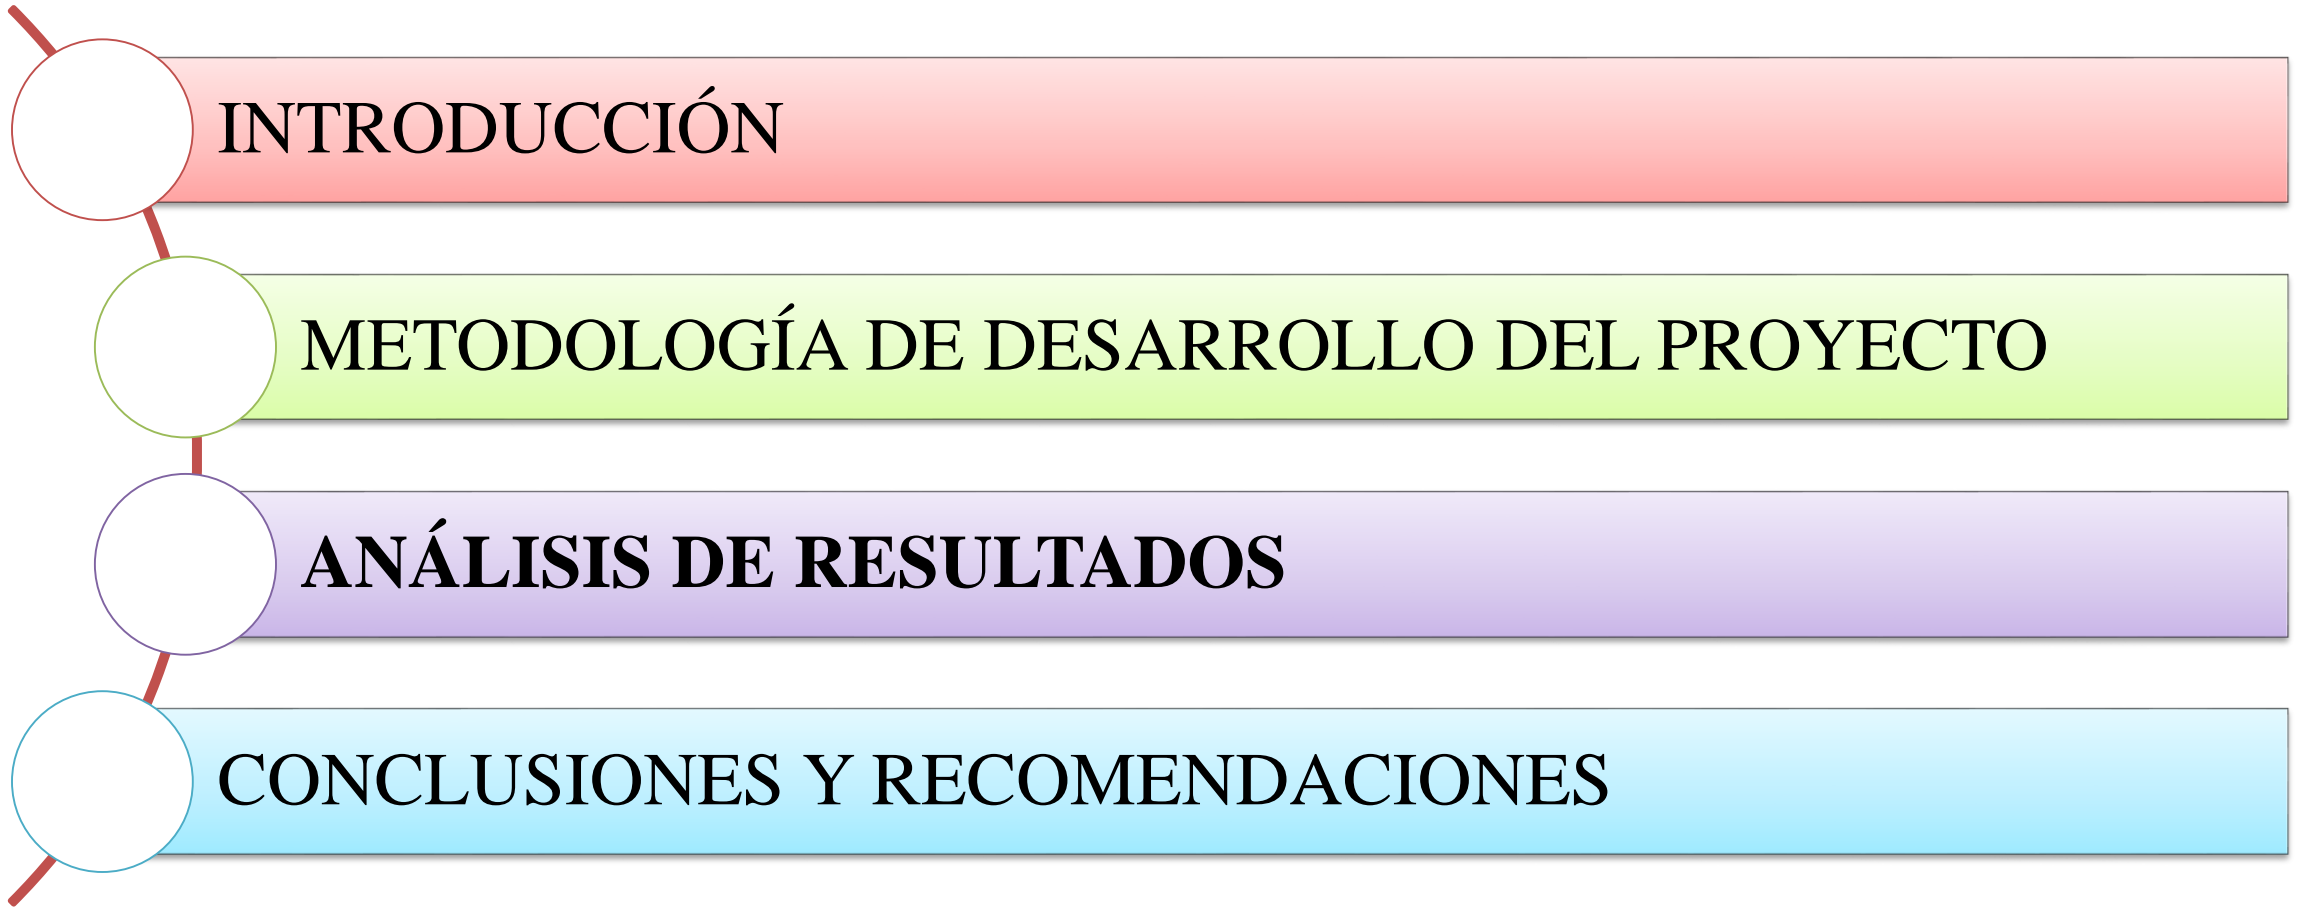 INTRODUCCIÓN
METODOLOGÍA DE DESARROLLO DEL PROYECTO
ANÁLISIS DE RESULTADOS
CONCLUSIONES Y RECOMENDACIONES